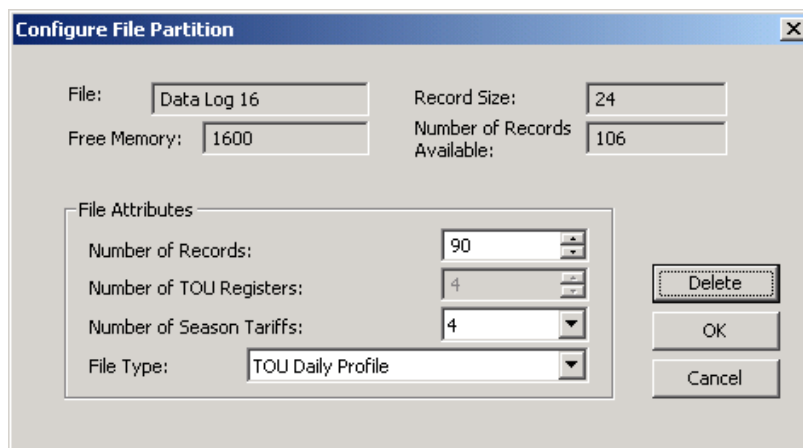 Configure File Partition
File: Data Log 16 Record Size: 24
Free Memory: 1600 Number of Records
Available: 106
File Attributes
Number of Records: 90
Number of TOU Registers: 4
Number of Season Tariffs: 4
File Type: TOU Daily Profile
Delete
OK
Cancel